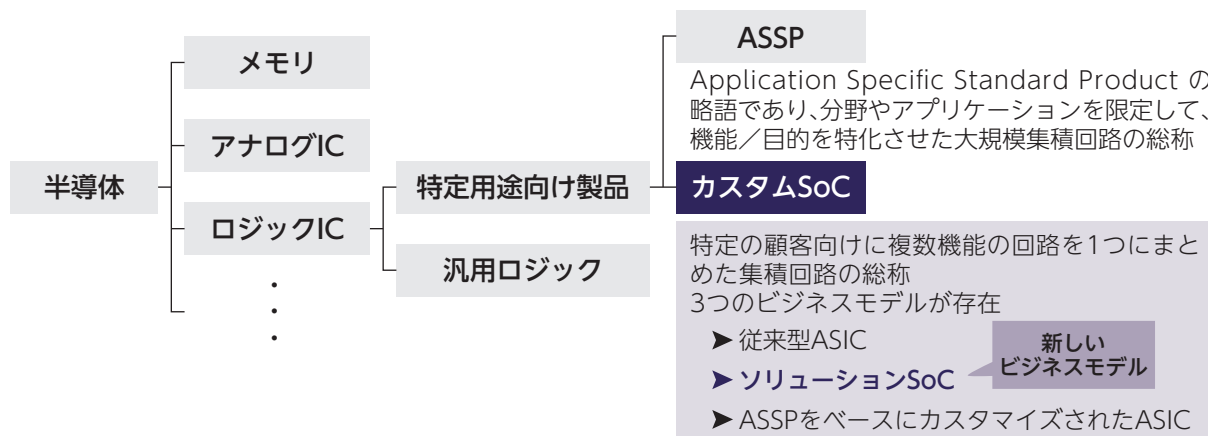 半導体
メモリ
アナログIC
ロジックIC
・
・
・
特定用途向け製品
汎用ロジック
ASSP
Application Specific Standard Product の
略語であり、分野やアプリケーションを限定して、
機能／目的を特化させた大規模集積回路の総称
カスタムSoC
特定の顧客向けに複数機能の回路を1つにまと
めた集積回路の総称
3つのビジネスモデルが存在
➤ 従来型ASIC
➤ ソリューションSoC
新しい
ビジネスモデル
➤ ASSPをベースにカスタマイズされたASIC